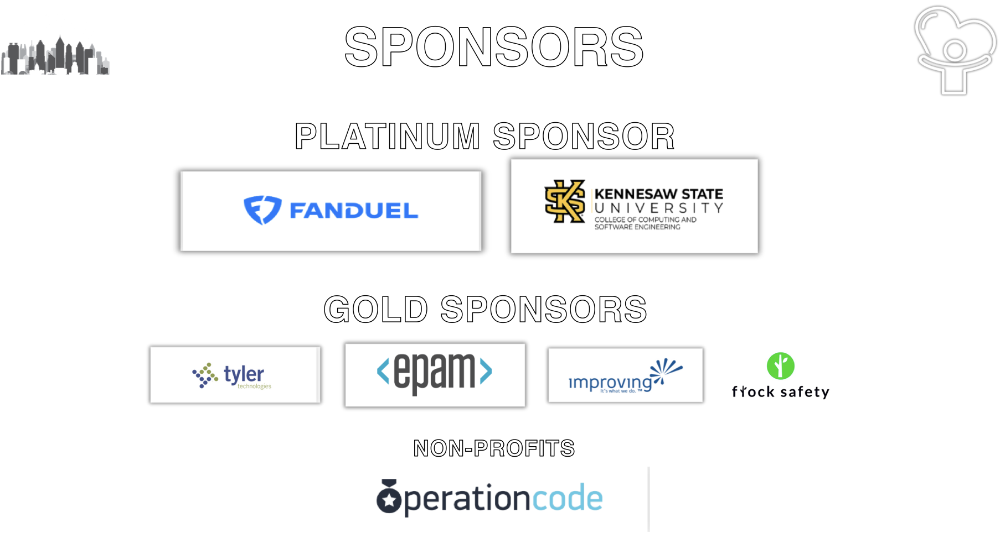 SPONSORS
PLATINUM SPONSOR
FANDUEL
KENNESAW STATE
UNIVERSITY
COLLEGE OF COMPUTING AND
SOFTWARE ENGINEERING
GOLD SPONSORS
tyler
technologies
<epam>
improving
It's what we do.™
flock safety
NON-PROFITS
operationcode